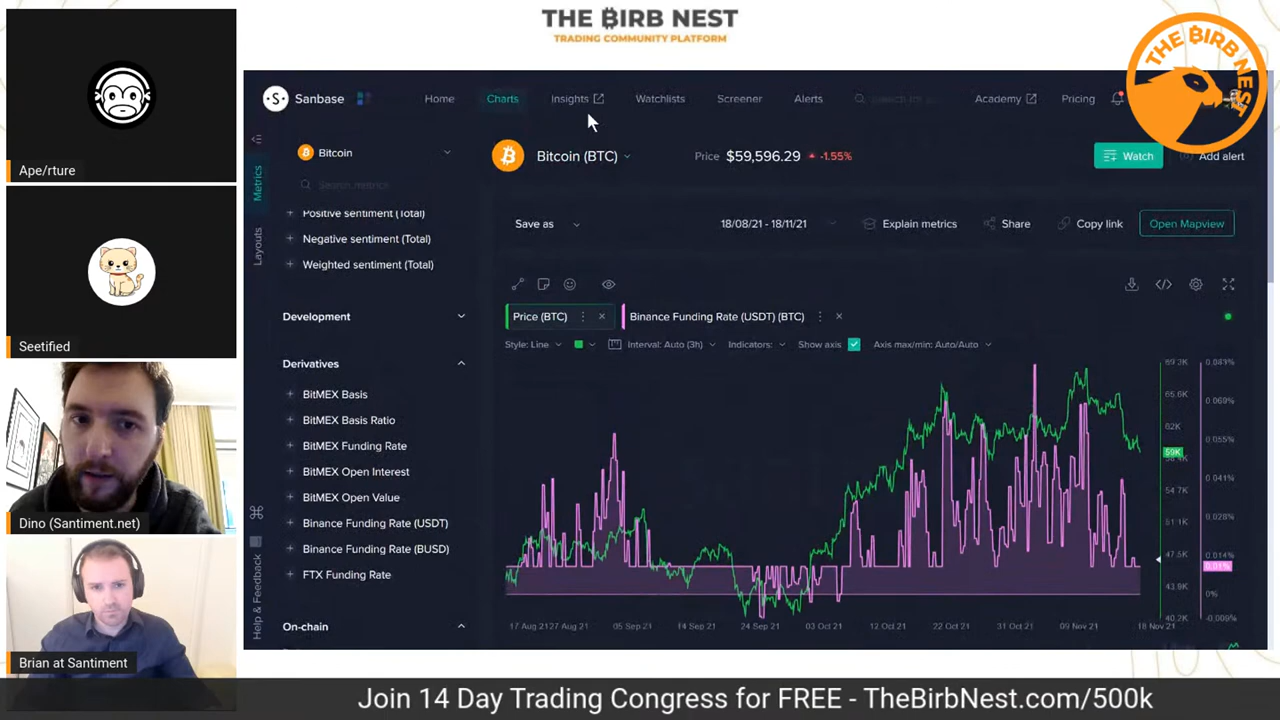 THE BIRB NEST
TRADING COMMUNITY PLATFORM
THE BIRB NEST
Ape/rture
Seetified
Dino (Santiment.net)
Brian at Santiment
Sanbase
Home
Charts
Insights
Watchlists
Screener
Alerts
Academy
Pricing
Metrics
Layouts
Help & Feedback
Bitcoin
Search metrics
Positive sentiment (Total)
Negative sentiment (Total)
Weighted sentiment (Total)
Development
Derivatives
BitMEX Basis
BitMEX Basis Ratio
BitMEX Funding Rate
BitMEX Open Interest
BitMEX Open Value
Binance Funding Rate (USDT)
Binance Funding Rate (BUSD)
FTX Funding Rate
On-chain
Bitcoin (BTC)
Price $59,596.29 -1.55%
Watch
Add alert
Save as
18/08/21 - 18/11/21
Explain metrics
Share
Copy link
Open Mapview
Price (BTC)
Binance Funding Rate (USDT) (BTC)
Style: Line
Interval: Auto (3h)
Indicators:
Show axis
Axis max/min: Auto/Auto
69.2K
65.6K
62K
59K
54.7K
51.1K
47.5K
43.9K
40.2K
0.083%
0.069%
0.055%
0.041%
0.028%
0.014%
0.01%
0%
-0.009%
17 Aug 21
27 Aug 21
05 Sep 21
14 Sep 21
24 Sep 21
03 Oct 21
12 Oct 21
22 Oct 21
31 Oct 21
09 Nov 21
18 Nov 21
Join 14 Day Trading Congress for FREE - TheBirbNest.com/500k